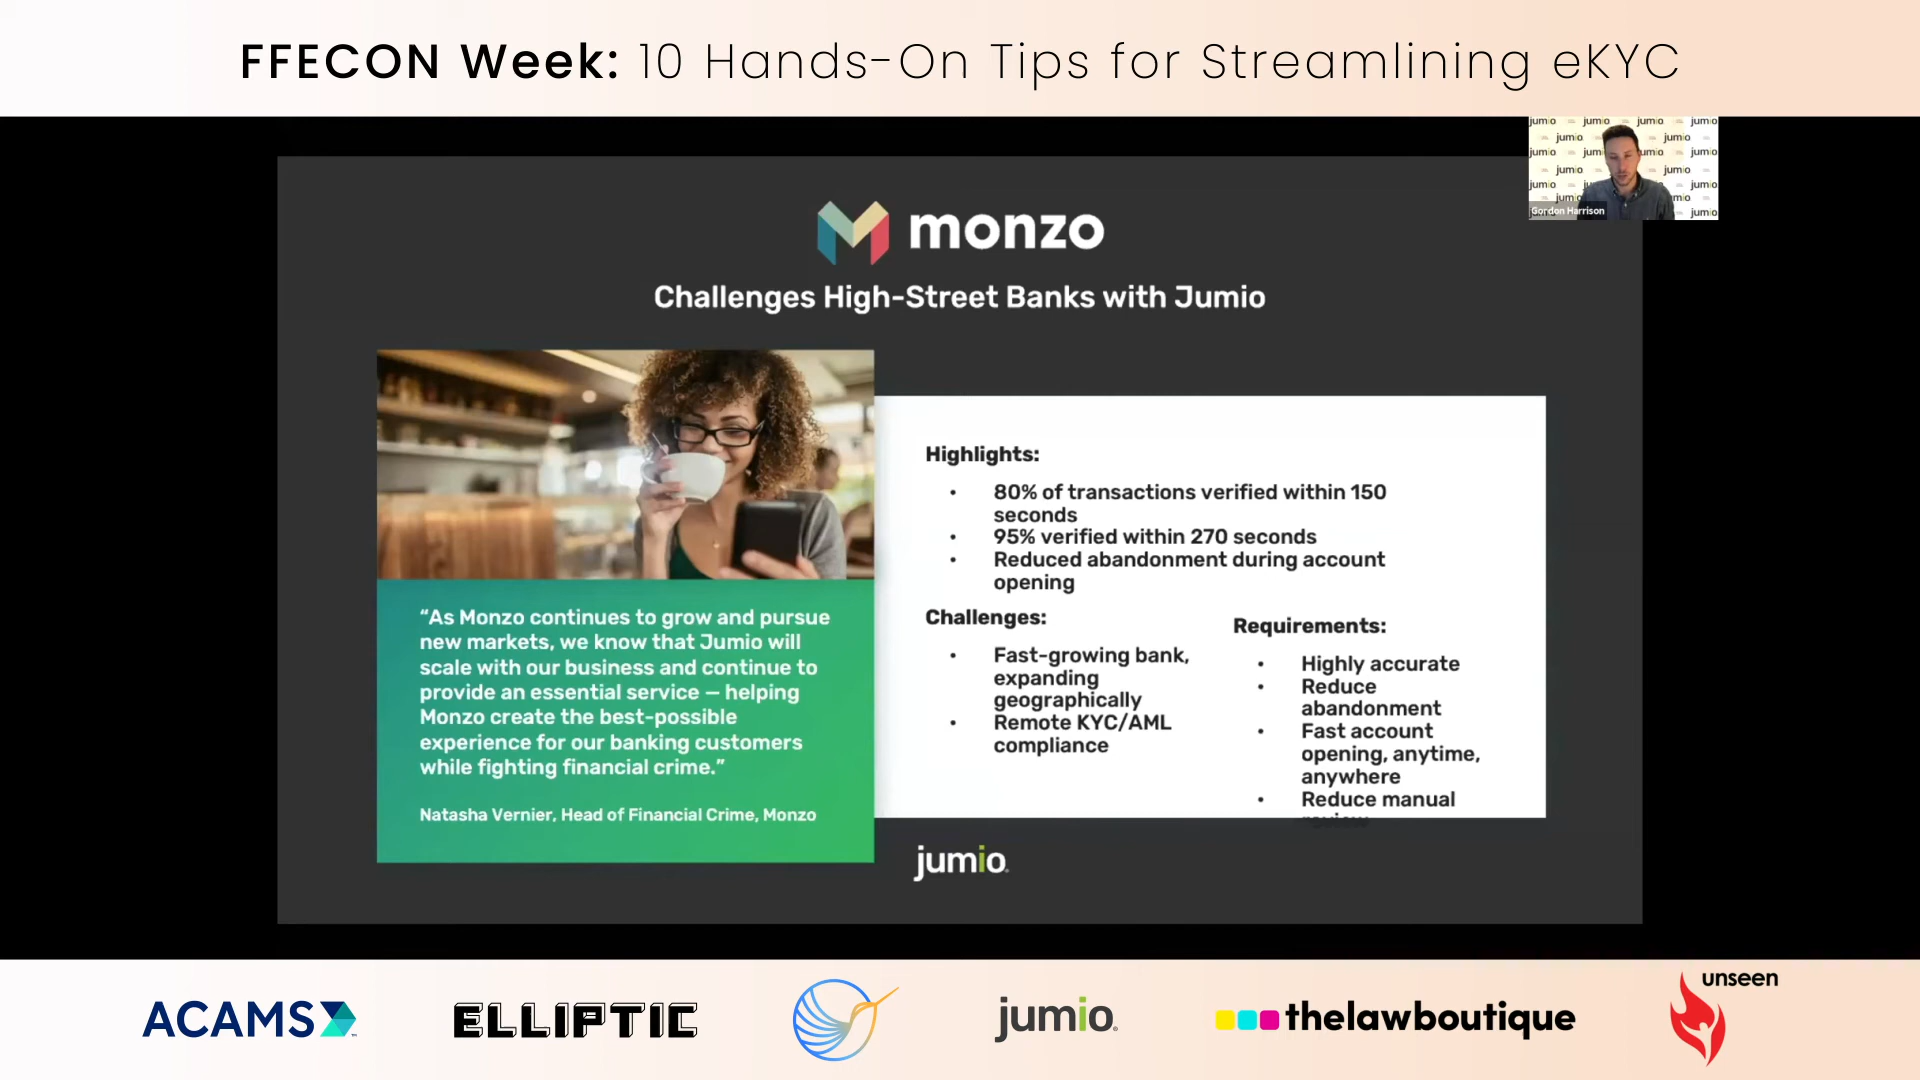 FFECON Week: 10 Hands-On Tips for Streamlining eKYC
Gordon Harrison
monzo
Challenges High-Street Banks with Jumio
Highlights:
• 80% of transactions verified within 150
seconds
• 95% verified within 270 seconds
• Reduced abandonment during account
opening
Challenges:
• Fast-growing bank,
expanding
geographically
• Remote KYC/AML
compliance
Requirements:
• Highly accurate
• Reduce
abandonment
• Fast account
opening, anytime,
anywhere
• Reduce manual
“As Monzo continues to grow and pursue
new markets, we know that Jumio will
scale with our business and continue to
provide an essential service – helping
Monzo create the best-possible
experience for our banking customers
while fighting financial crime.”
Natasha Vernier, Head of Financial Crime, Monzo
jumio
ACAMS
ELLIPTIC
jumio
thelawboutique
unseen